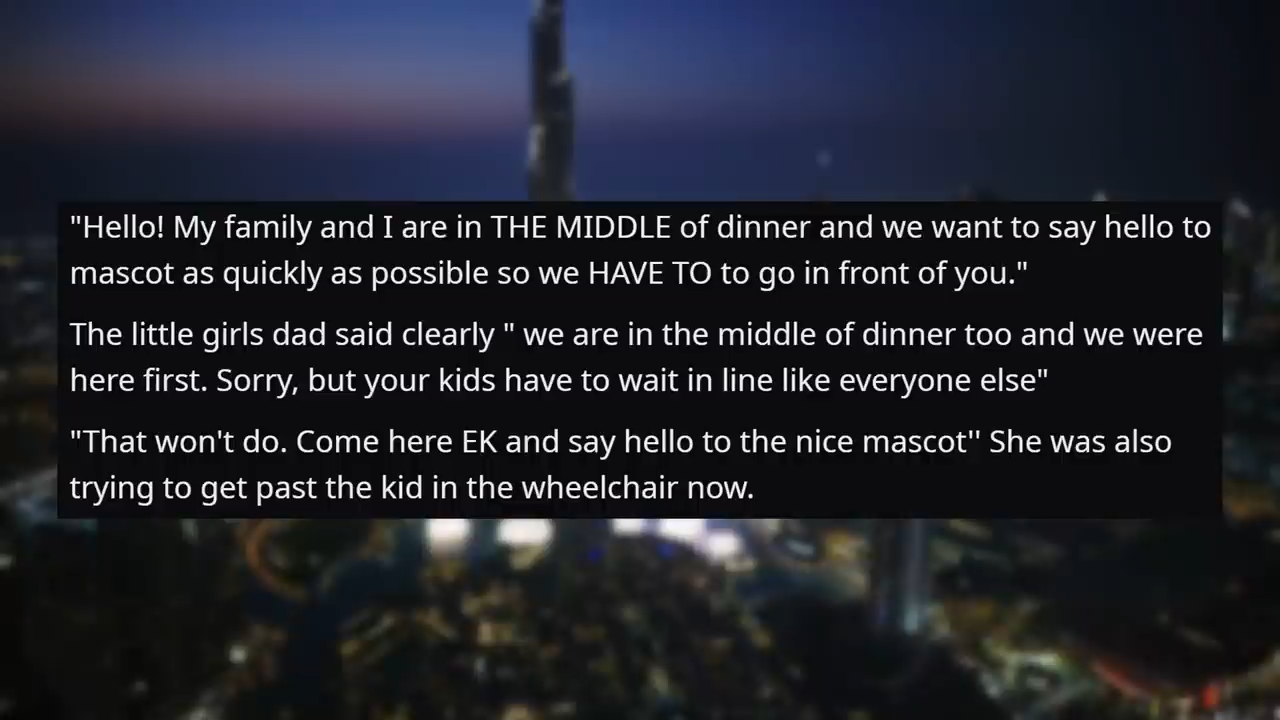 "Hello! My family and I are in THE MIDDLE of dinner and we want to say hello to
mascot as quickly as possible so we HAVE TO to go in front of you."
The little girls dad said clearly " we are in the middle of dinner too and we were
here first. Sorry, but your kids have to wait in line like everyone else"
"That won't do. Come here EK and say hello to the nice mascot'' She was also
trying to get past the kid in the wheelchair now.